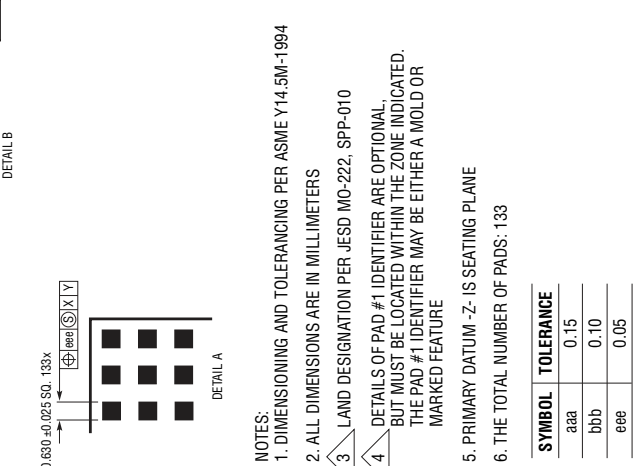 DETAIL B
0.630 ±0.025 SQ. 133x
⌖ eee Ⓢ X Y
DETAIL A
NOTES:
1. DIMENSIONING AND TOLERANCING PER ASME Y14.5M-1994
2. ALL DIMENSIONS ARE IN MILLIMETERS
3 LAND DESIGNATION PER JESD MO-222, SPP-010
4 DETAILS OF PAD #1 IDENTIFIER ARE OPTIONAL,
BUT MUST BE LOCATED WITHIN THE ZONE INDICATED.
THE PAD #1 IDENTIFIER MAY BE EITHER A MOLD OR
MARKED FEATURE
5. PRIMARY DATUM -Z- IS SEATING PLANE
6. THE TOTAL NUMBER OF PADS: 133
SYMBOL TOLERANCE
aaa 0.15
bbb 0.10
eee 0.05